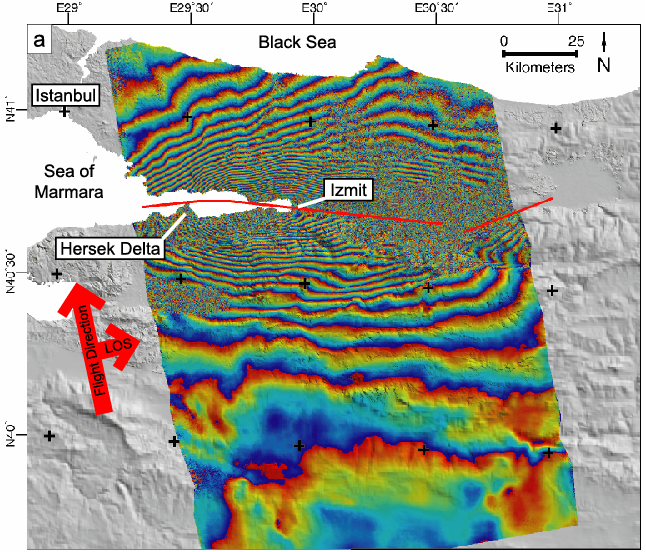 E29°
E29°30'
E30°
E30°30'
E31°
a
Black Sea
0
25
Kilometers
N
Istanbul
N41°
Sea of
Marmara
Izmit
Hersek Delta
N40°30'
Flight Direction
LOS
N40°